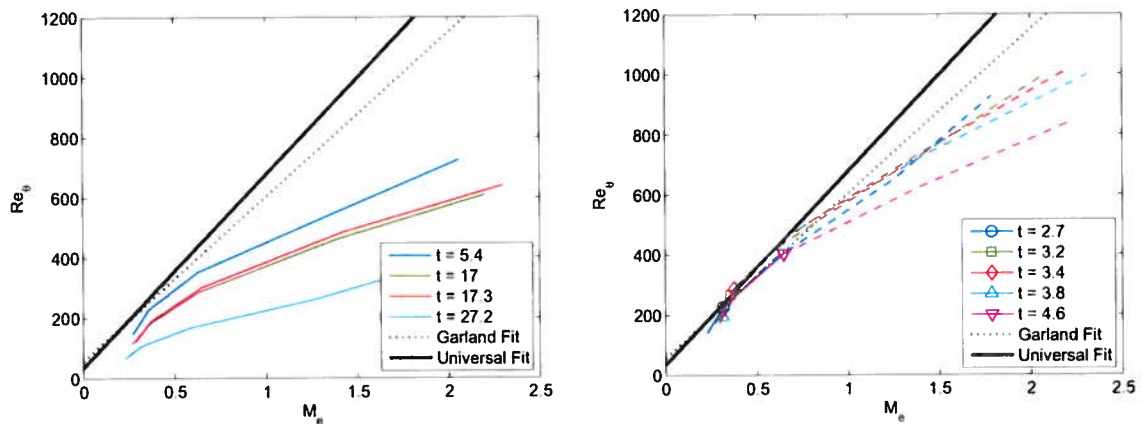 1200
1000
800
600
400
200
0
Re_θ
0
0.5
1
1.5
2
2.5
M_e
t = 5.4
t = 17
t = 17.3
t = 27.2
Garland Fit
Universal Fit
1200
1000
800
600
400
200
0
Re_θ
0
0.5
1
1.5
2
2.5
M_e
t = 2.7
t = 3.2
t = 3.4
t = 3.8
t = 4.6
Garland Fit
Universal Fit